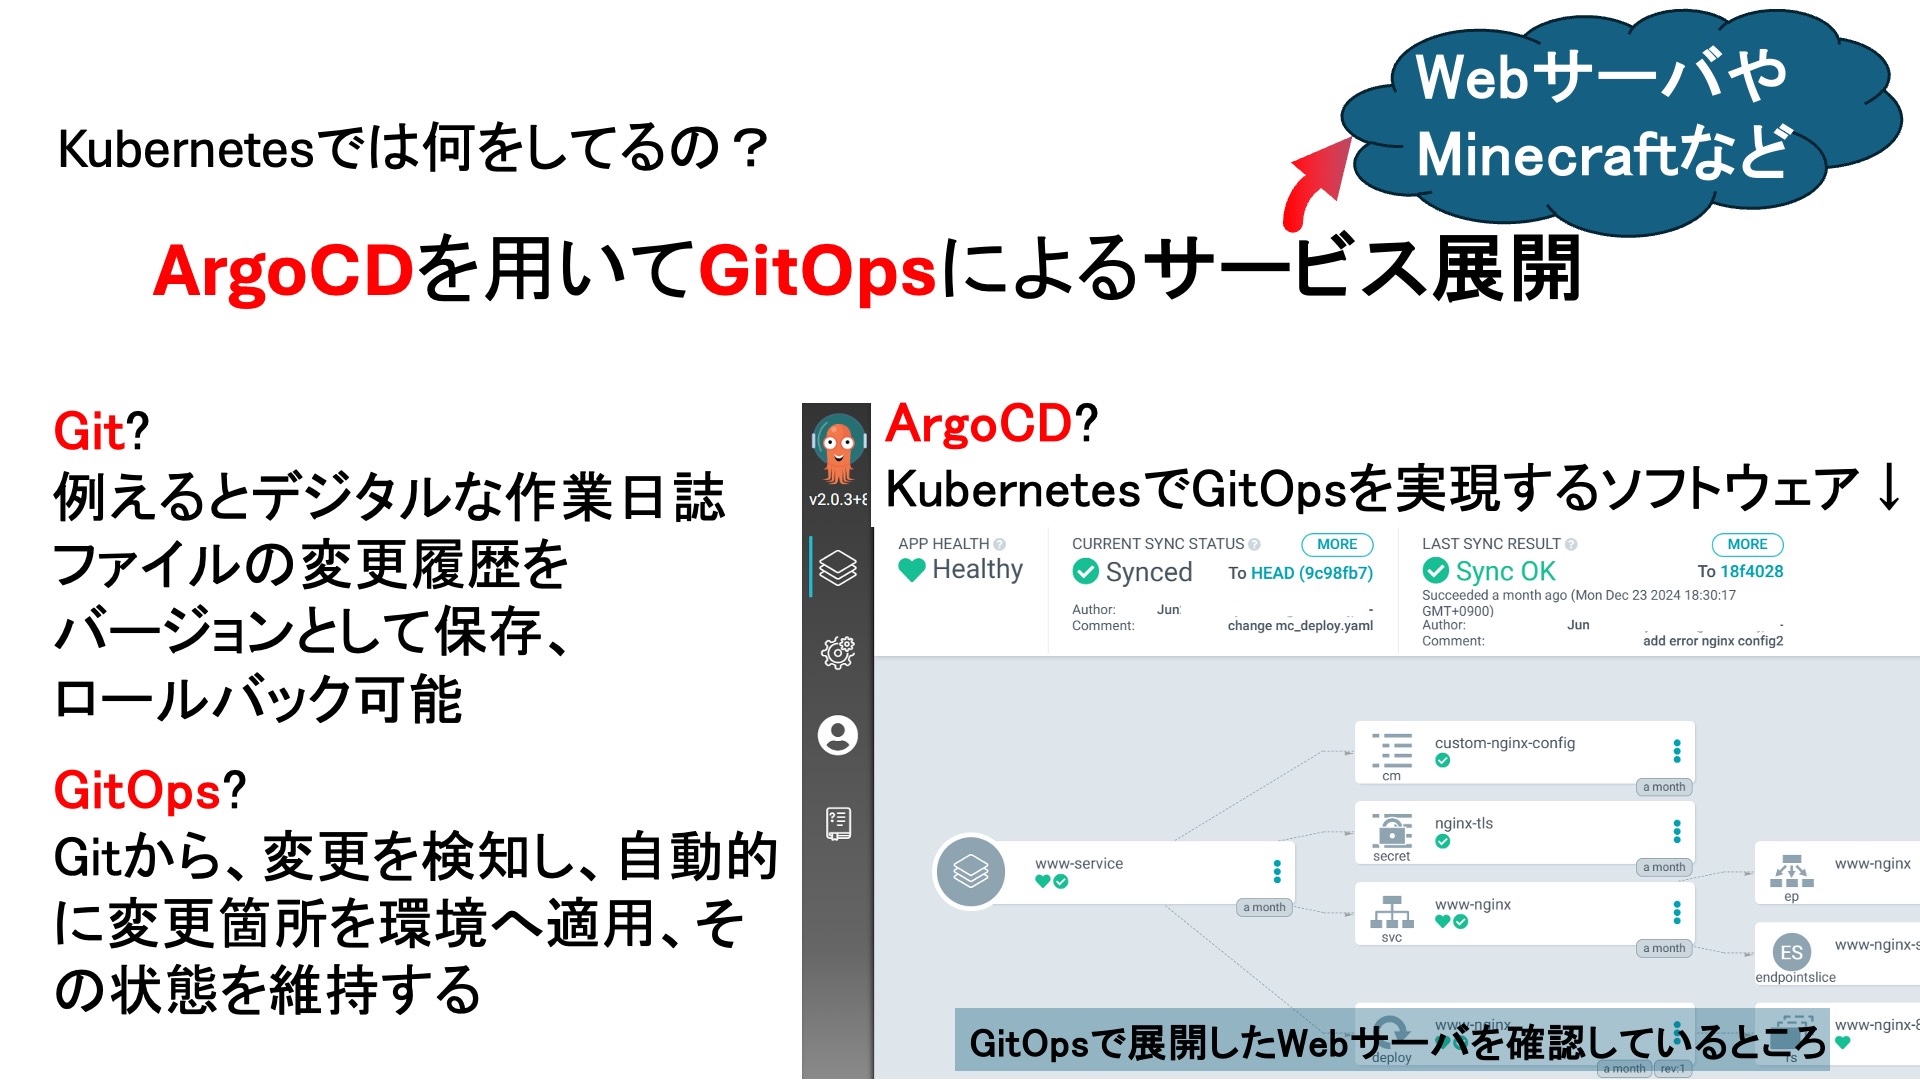 Webサーバや
Minecraftなど
Kubernetesでは何をしてるの？
ArgoCDを用いてGitOpsによるサービス展開
Git?
例えるとデジタルな作業日誌
ファイルの変更履歴を
バージョンとして保存、
ロールバック可能
GitOps?
Gitから、変更を検知し、自動的
に変更箇所を環境へ適用、そ
の状態を維持する
ArgoCD?
KubernetesでGitOpsを実現するソフトウェア↓
v2.0.3+8
APP HEALTH ?
Healthy
CURRENT SYNC STATUS ? MORE
Synced To HEAD (9c98fb7)
Author: Jun
Comment: change mc_deploy.yaml
LAST SYNC RESULT ? MORE
Sync OK To 18f4028
Succeeded a month ago (Mon Dec 23 2024 18:30:17
GMT+0900)
Author: Jun
Comment: add error nginx config2
www-service
a month
custom-nginx-config
cm
a month
nginx-tls
secret
a month
www-nginx
svc
a month
www-nginx
ep
ES
www-nginx-s
endpointslice
www-nginx
deploy
a month rev:1
www-nginx-8
rs
GitOpsで展開したWebサーバを確認しているところ